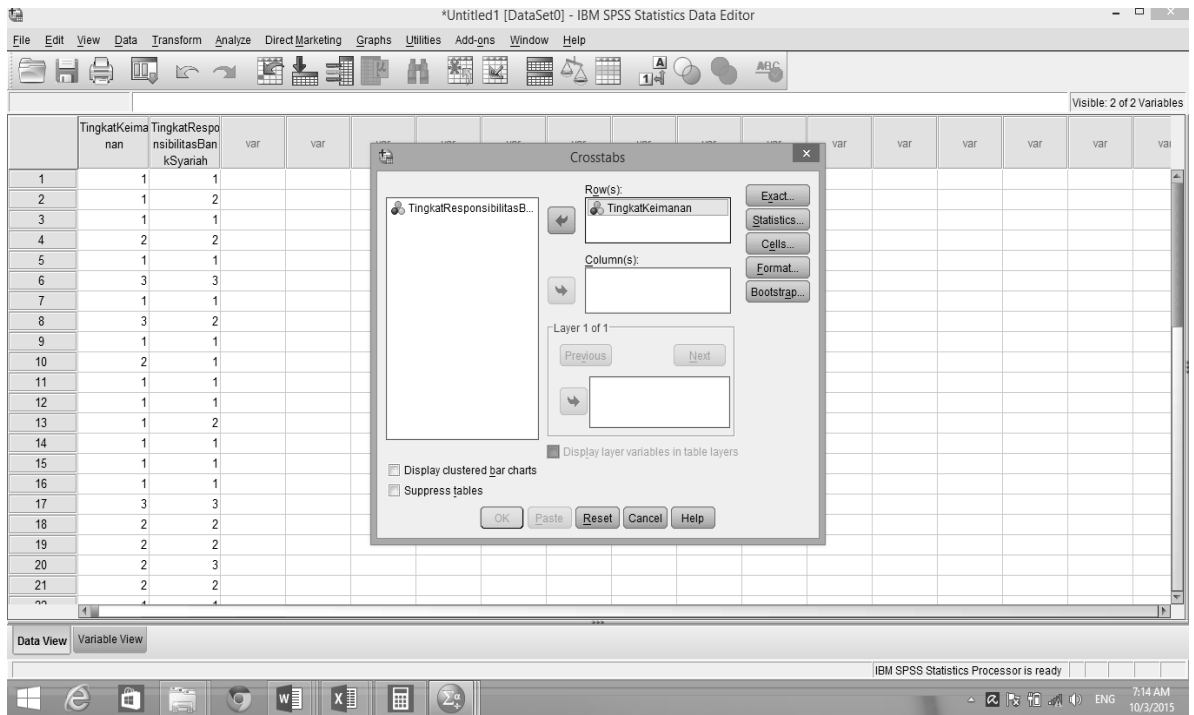 *Untitled1 [DataSet0] - IBM SPSS Statistics Data Editor
File Edit View Data Transform Analyze Direct Marketing Graphs Utilities Add-ons Window Help
Visible: 2 of 2 Variables
TingkatKeimanan TingkatResponsibilitasBankSyariah var var var var var var var var var var var var var
1 1 1
2 1 2
3 1 1
4 2 2
5 1 1
6 3 3
7 1 1
8 3 2
9 1 1
10 2 1
11 1 1
12 1 1
13 1 2
14 1 1
15 1 1
16 1 1
17 3 3
18 2 2
19 2 2
20 2 3
21 2 2
Crosstabs
TingkatResponsibilitasB...
Row(s):
TingkatKeimanan
Column(s):
Layer 1 of 1
Previous Next
Display layer variables in table layers
Exact...
Statistics...
Cells...
Format...
Bootstrap...
Display clustered bar charts
Suppress tables
OK Paste Reset Cancel Help
Data View Variable View
IBM SPSS Statistics Processor is ready
ENG 7:14 AM
10/3/2015